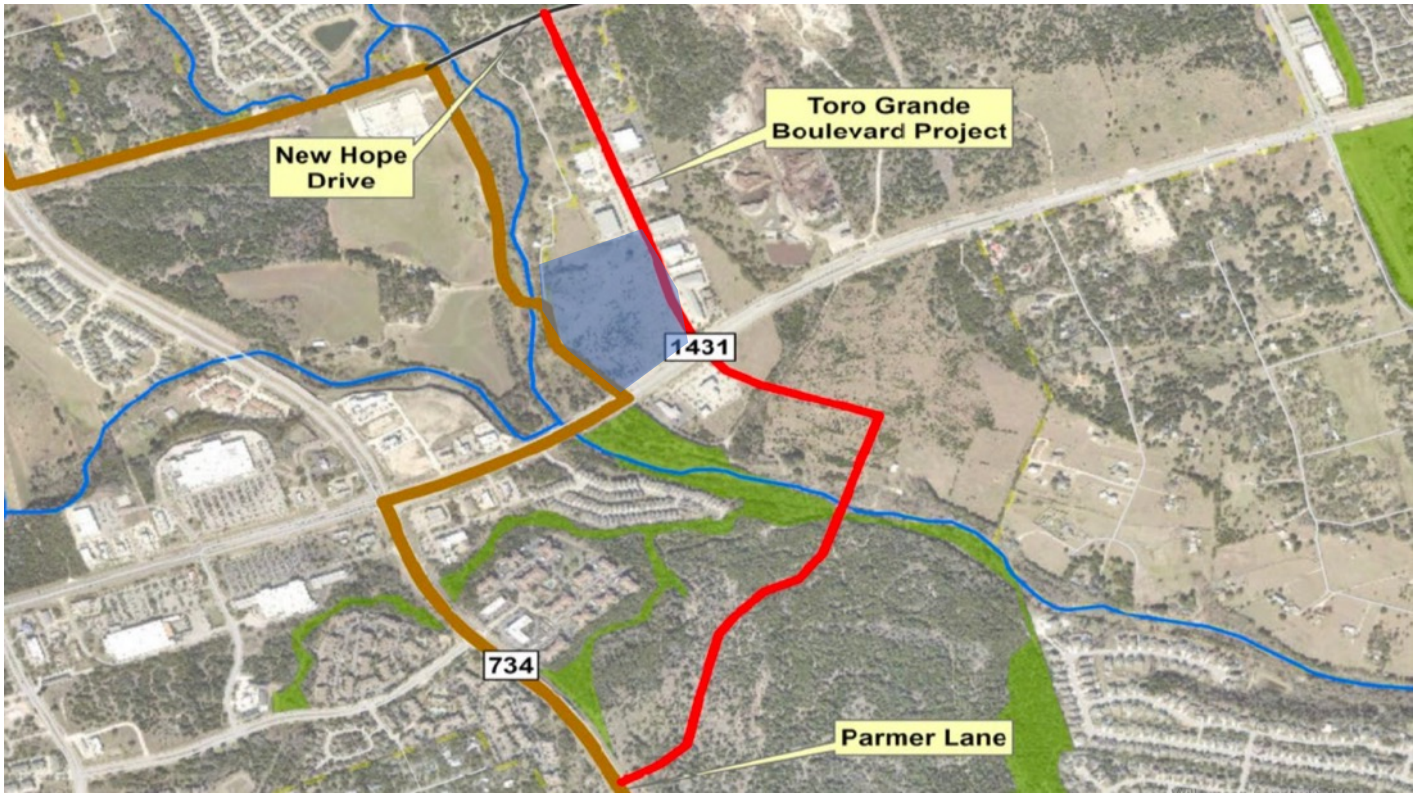 Toro Grande
Boulevard Project
New Hope
Drive
1431
734
Parmer Lane